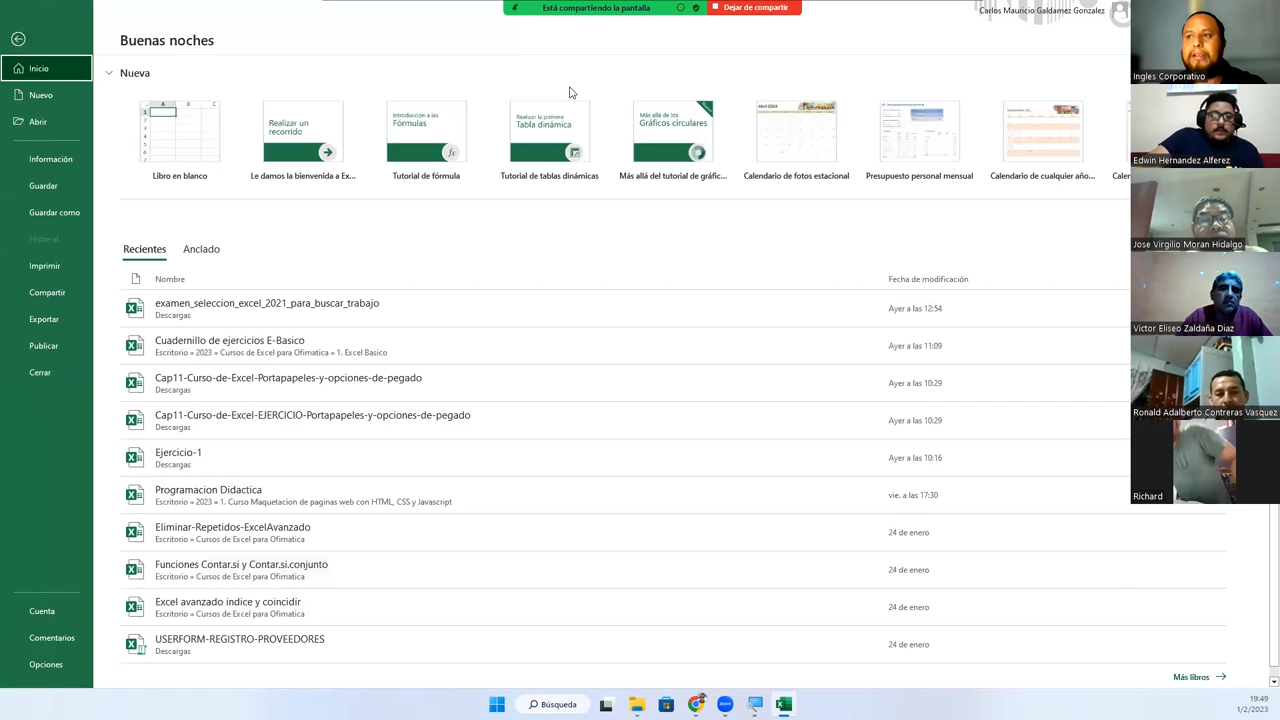 Está compartiendo la pantalla
Dejar de compartir
Carlos Mauricio Galdamez Gonzalez
Buenas noches
Inicio
Nuevo
Abrir
Información
Guardar
Guardar como
Historial
Imprimir
Compartir
Exportar
Publicar
Cerrar
Cuenta
Comentarios
Opciones
Nueva
A B C
1
2
3
4
5
6
7
Realizar un
recorrido
Introducción a las
Fórmulas
fx
Realizar la primera
Tabla dinámica
Más allá de los
Gráficos circulares
Abril 20XX
Libro en blanco
Le damos la bienvenida a Ex...
Tutorial de fórmula
Tutorial de tablas dinámicas
Más allá del tutorial de gráfic...
Calendario de fotos estacional
Presupuesto personal mensual
Calendario de cualquier año...
Recientes
Anclado
Nombre
Fecha de modificación
examen_seleccion_excel_2021_para_buscar_trabajo
Descargas
Ayer a las 12:54
Cuadernillo de ejercicios E-Basico
Escritorio » 2023 » Cursos de Excel para Ofimatica » 1. Excel Basico
Ayer a las 11:09
Cap11-Curso-de-Excel-Portapapeles-y-opciones-de-pegado
Descargas
Ayer a las 10:29
Cap11-Curso-de-Excel-EJERCICIO-Portapapeles-y-opciones-de-pegado
Descargas
Ayer a las 10:29
Ejercicio-1
Descargas
Ayer a las 10:16
Programacion Didactica
Escritorio » 2023 » 1. Curso Maquetacion de paginas web con HTML, CSS y Javascript
vie. a las 17:30
Eliminar-Repetidos-ExcelAvanzado
Escritorio » Cursos de Excel para Ofimatica
24 de enero
Funciones Contar.si y Contar.si.conjunto
Escritorio » Cursos de Excel para Ofimatica
24 de enero
Excel avanzado indice y coincidir
Escritorio » Cursos de Excel para Ofimatica
24 de enero
USERFORM-REGISTRO-PROVEEDORES
Descargas
24 de enero
Más libros
Ingles Corporativo
Edwin Hernandez Alferez
Jose Virgilio Moran Hidalgo
Victor Eliseo Zaldaña Diaz
Ronald Adalberto Contreras Vasquez
Richard
Búsqueda
zoom
19:49
1/2/2023